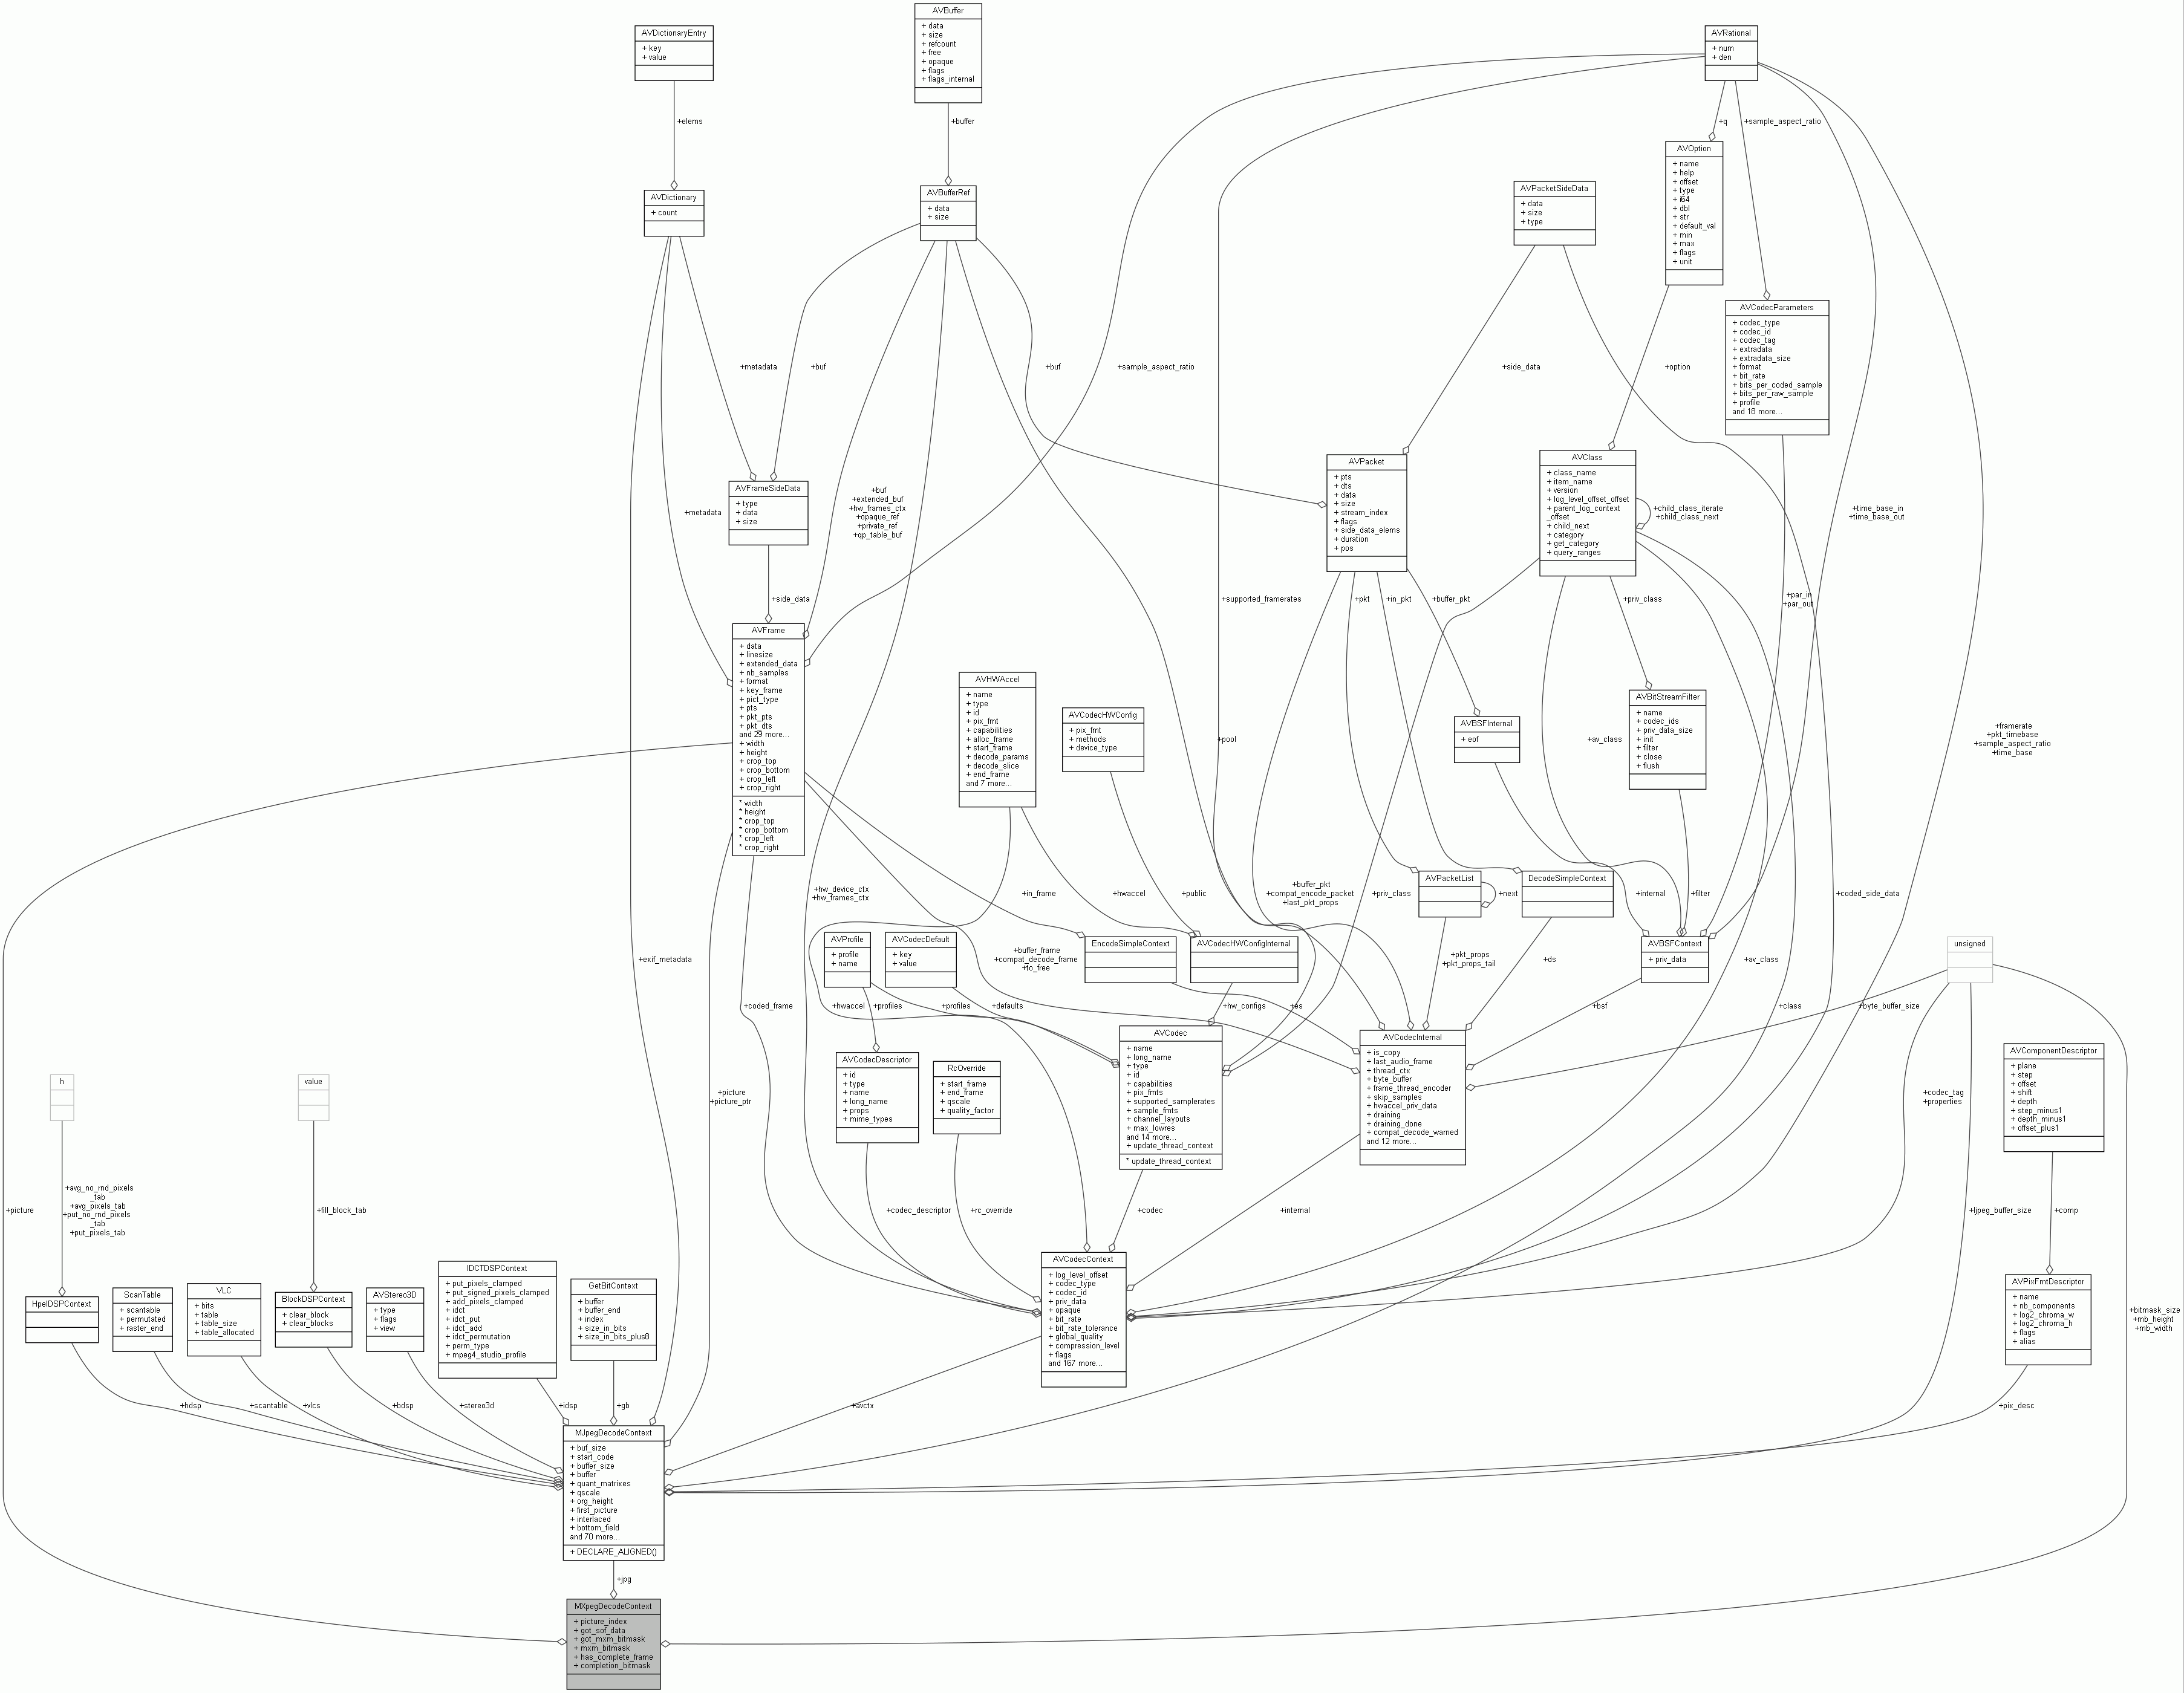 AVBuffer
+ data
+ size
+ refcount
+ free
+ opaque
+ flags
+ flags_internal
AVDictionaryEntry
+ key
+ value
AVRational
+ num
+ den
+elems
+buffer
+q
+sample_aspect_ratio
AVOption
+ name
+ help
+ offset
+ type
+ i64
+ dbl
+ str
+ default_val
+ min
+ max
+ flags
+ unit
AVDictionary
+ count
AVBufferRef
+ data
+ size
AVPacketSideData
+ data
+ size
+ type
AVCodecParameters
+ codec_type
+ codec_id
+ codec_tag
+ extradata
+ extradata_size
+ format
+ bit_rate
+ bits_per_coded_sample
+ bits_per_raw_sample
+ profile
and 18 more...
+metadata
+buf
+sample_aspect_ratio
+buf
+side_data
+option
AVFrameSideData
+ type
+ data
+ size
+metadata
+buf
+extended_buf
+hw_frames_ctx
+opaque_ref
+private_ref
+qp_table_buf
AVPacket
+ pts
+ dts
+ data
+ size
+ stream_index
+ flags
+ side_data_elems
+ duration
+ pos
AVClass
+ class_name
+ item_name
+ version
+ log_level_offset_offset
+ parent_log_context
_offset
+ child_next
+ category
+ get_category
+ query_ranges
+child_class_iterate
+child_class_next
+time_base_in
+time_base_out
+side_data
+supported_framerates
+pkt
+in_pkt
+buffer_pkt
+priv_class
+par_in
+par_out
AVFrame
+ data
+ linesize
+ extended_data
+ nb_samples
+ format
+ key_frame
+ pict_type
+ pts
+ pkt_pts
+ pkt_dts
and 29 more...
+ width
+ height
+ crop_top
+ crop_bottom
+ crop_left
+ crop_right
* width
* height
* crop_top
* crop_bottom
* crop_left
* crop_right
AVHWAccel
+ name
+ type
+ id
+ pix_fmt
+ capabilities
+ alloc_frame
+ start_frame
+ decode_params
+ decode_slice
+ end_frame
and 7 more...
AVCodecHWConfig
+ pix_fmt
+ methods
+ device_type
+pool
AVBSFInternal
+ eof
+av_class
AVBitStreamFilter
+ name
+ codec_ids
+ priv_data_size
+ init
+ filter
+ close
+ flush
+framerate
+pkt_timebase
+sample_aspect_ratio
+time_base
+hw_device_ctx
+hw_frames_ctx
+in_frame
+hwaccel
+public
+buffer_pkt
+compat_encode_packet
+last_pkt_props
+priv_class
AVPacketList
+next
DecodeSimpleContext
+internal
+filter
+coded_side_data
+exif_metadata
AVProfile
+ profile
+ name
AVCodecDefault
+ key
+ value
+buffer_frame
+compat_decode_frame
+to_free
EncodeSimpleContext
AVCodecHWConfigInternal
+pkt_props
+pkt_props_tail
+ds
AVBSFContext
+ priv_data
+av_class
unsigned
+coded_frame
+hwaccel
+profiles
+profiles
+defaults
+hw_configs
+es
+bsf
+class
+byte_buffer_size
AVCodec
+ name
+ long_name
+ type
+ id
+ capabilities
+ pix_fmts
+ supported_samplerates
+ sample_fmts
+ channel_layouts
+ max_lowres
and 14 more...
+ update_thread_context
* update_thread_context
AVCodecInternal
+ is_copy
+ last_audio_frame
+ thread_ctx
+ byte_buffer
+ frame_thread_encoder
+ skip_samples
+ hwaccel_priv_data
+ draining
+ draining_done
+ compat_decode_warned
and 12 more...
AVCodecDescriptor
+ id
+ type
+ name
+ long_name
+ props
+ mime_types
RcOverride
+ start_frame
+ end_frame
+ qscale
+ quality_factor
AVComponentDescriptor
+ plane
+ step
+ offset
+ shift
+ depth
+ step_minus1
+ depth_minus1
+ offset_plus1
h
value
+picture
+picture_ptr
+codec_tag
+properties
+picture
+avg_no_rnd_pixels
_tab
+avg_pixels_tab
+put_no_rnd_pixels
_tab
+put_pixels_tab
+fill_block_tab
+codec_descriptor
+rc_override
+codec
+internal
+ljpeg_buffer_size
+comp
HpelDSPContext
ScanTable
+ scantable
+ permutated
+ raster_end
VLC
+ bits
+ table
+ table_size
+ table_allocated
BlockDSPContext
+ clear_block
+ clear_blocks
AVStereo3D
+ type
+ flags
+ view
IDCTDSPContext
+ put_pixels_clamped
+ put_signed_pixels_clamped
+ add_pixels_clamped
+ idct
+ idct_put
+ idct_add
+ idct_permutation
+ perm_type
+ mpeg4_studio_profile
GetBitContext
+ buffer
+ buffer_end
+ index
+ size_in_bits
+ size_in_bits_plus8
AVCodecContext
+ log_level_offset
+ codec_type
+ codec_id
+ priv_data
+ opaque
+ bit_rate
+ bit_rate_tolerance
+ global_quality
+ compression_level
+ flags
and 167 more...
AVPixFmtDescriptor
+ name
+ nb_components
+ log2_chroma_w
+ log2_chroma_h
+ flags
+ alias
+bitmask_size
+mb_height
+mb_width
+hdsp
+scantable
+vlcs
+bdsp
+stereo3d
+idsp
+gb
+avctx
+pix_desc
MJpegDecodeContext
+ buf_size
+ start_code
+ buffer_size
+ buffer
+ quant_matrixes
+ qscale
+ org_height
+ first_picture
+ interlaced
+ bottom_field
and 70 more...
+ DECLARE_ALIGNED()
+jpg
MXpegDecodeContext
+ picture_index
+ got_sof_data
+ got_mxm_bitmask
+ mxm_bitmask
+ has_complete_frame
+ completion_bitmask